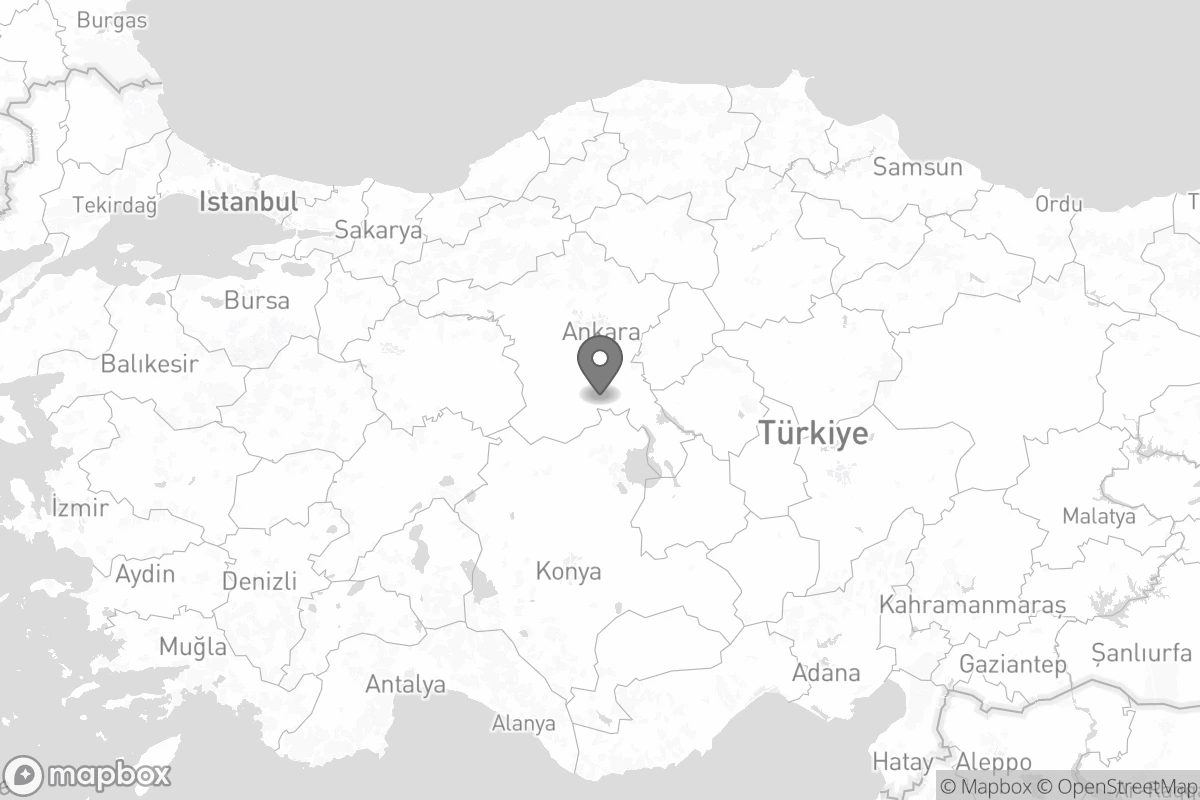 Burgas
Samsun
Tekirdağ
Istanbul
Ordu
T
Sakarya
Bursa
Ankara
Balıkesir
Türkiye
İzmir
Malatya
Konya
Aydin
Denizli
Kahramanmaraş
Muğla
Şanlıurfa
Gaziantep
Adana
Antalya
Alanya
Hatay
Aleppo
mapbox
© Mapbox © OpenStreetMap